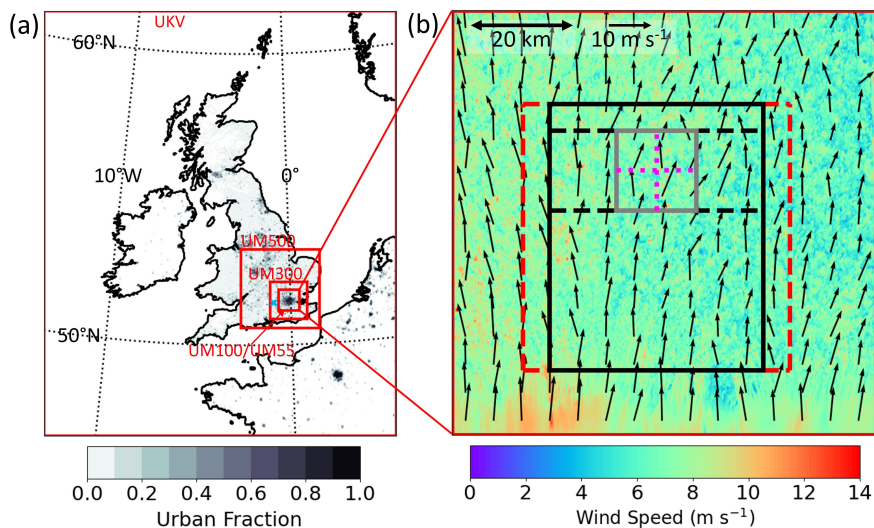 (a)
UKV
60°N
10°W
0°
UM500
UM300
50°N
UM100/UM55
0.0 0.2 0.4 0.6 0.8 1.0
Urban Fraction
(b)
20 km
10 m s⁻¹
0 2 4 6 8 10 12 14
Wind Speed (m s⁻¹)